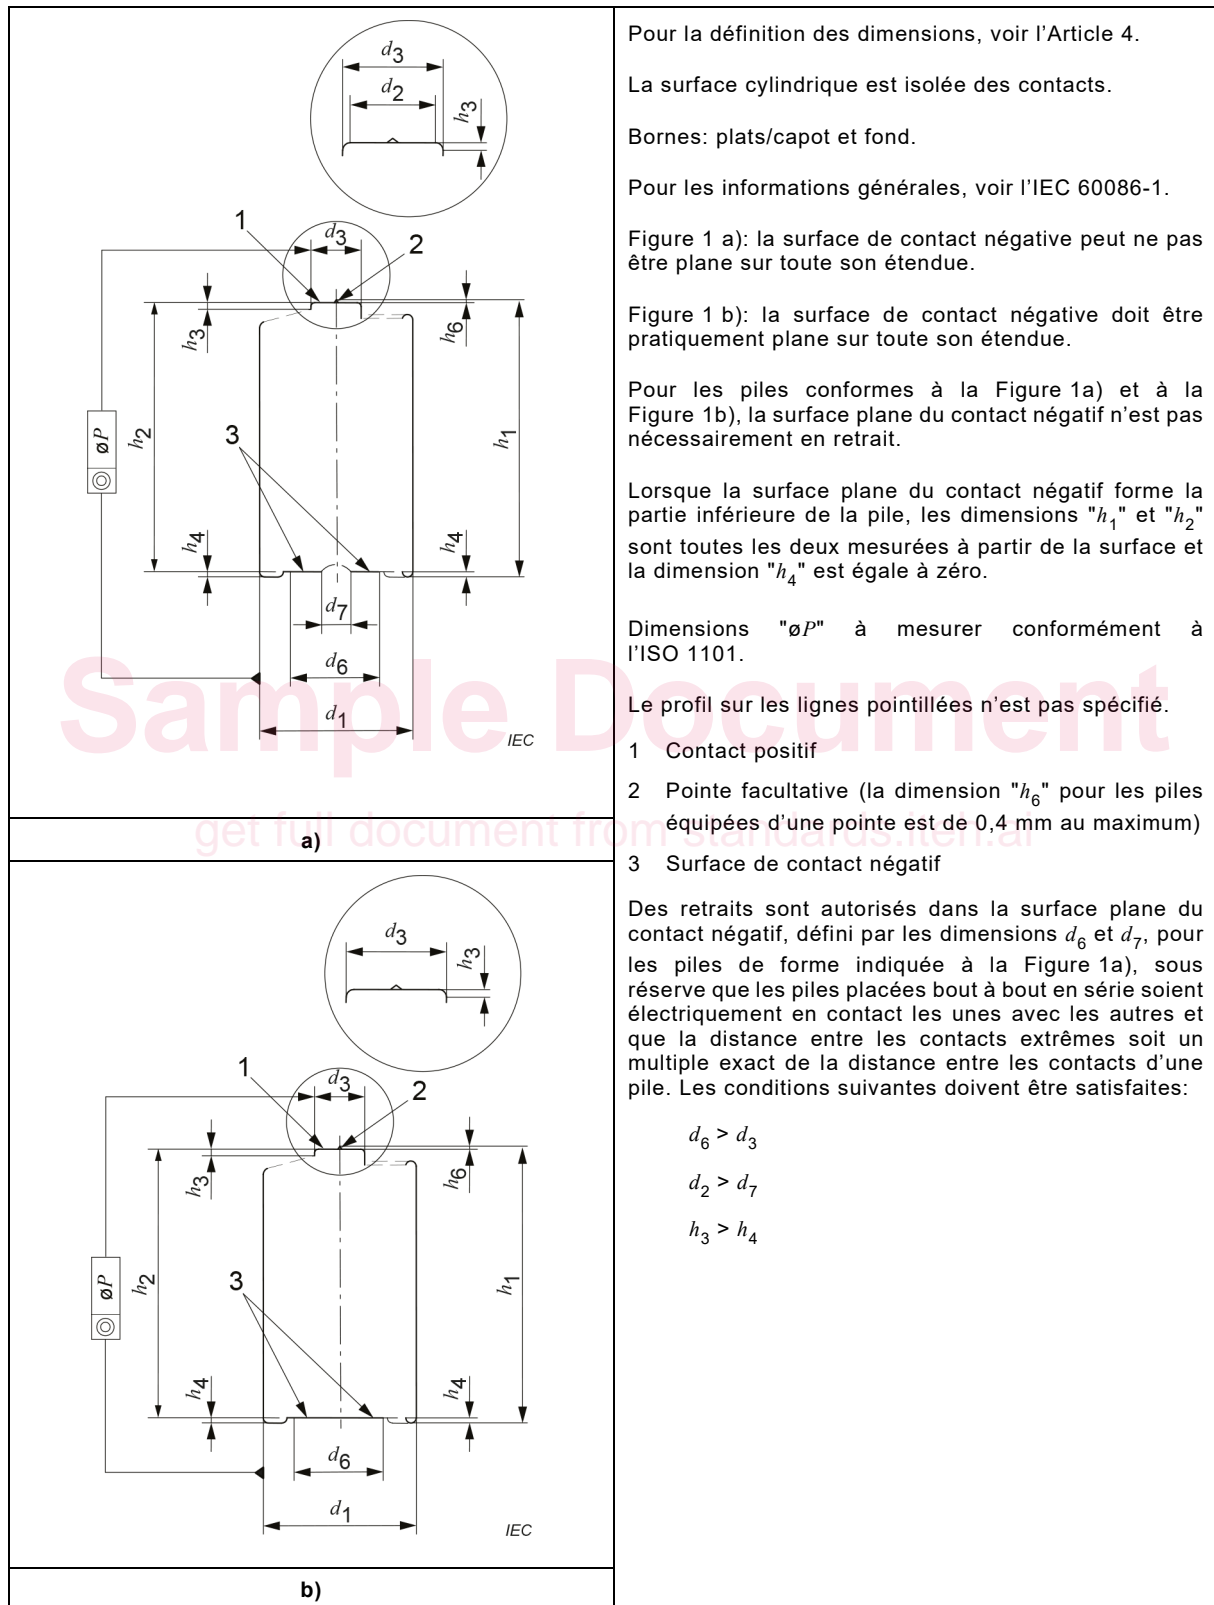 d3
d2
h3
1
d3
2
h3
h6
øP
h2
3
h1
h4
h4
d7
d6
d1
IEC
a)
d3
h3
1
d3
2
h3
h6
øP
h2
3
h1
h4
h4
d6
d1
IEC
b)
Pour la définition des dimensions, voir l'Article 4.
La surface cylindrique est isolée des contacts.
Bornes: plats/capot et fond.
Pour les informations générales, voir l'IEC 60086-1.
Figure 1 a): la surface de contact négative peut ne pas
être plane sur toute son étendue.
Figure 1 b): la surface de contact négative doit être
pratiquement plane sur toute son étendue.
Pour les piles conformes à la Figure 1a) et à la
Figure 1b), la surface plane du contact négatif n'est pas
nécessairement en retrait.
Lorsque la surface plane du contact négatif forme la
partie inférieure de la pile, les dimensions "h1" et "h2"
sont toutes les deux mesurées à partir de la surface et
la dimension "h4" est égale à zéro.
Dimensions "øP" à mesurer conformément à
l'ISO 1101.
Le profil sur les lignes pointillées n'est pas spécifié.
1 Contact positif
2 Pointe facultative (la dimension "h6" pour les piles
équipées d'une pointe est de 0,4 mm au maximum)
3 Surface de contact négatif
Des retraits sont autorisés dans la surface plane du
contact négatif, défini par les dimensions d6 et d7, pour
les piles de forme indiquée à la Figure 1a), sous
réserve que les piles placées bout à bout en série soient
électriquement en contact les unes avec les autres et
que la distance entre les contacts extrêmes soit un
multiple exact de la distance entre les contacts d'une
pile. Les conditions suivantes doivent être satisfaites:
d6 > d3
d2 > d7
h3 > h4
Sample Document
get full document from standards.iteh.ai